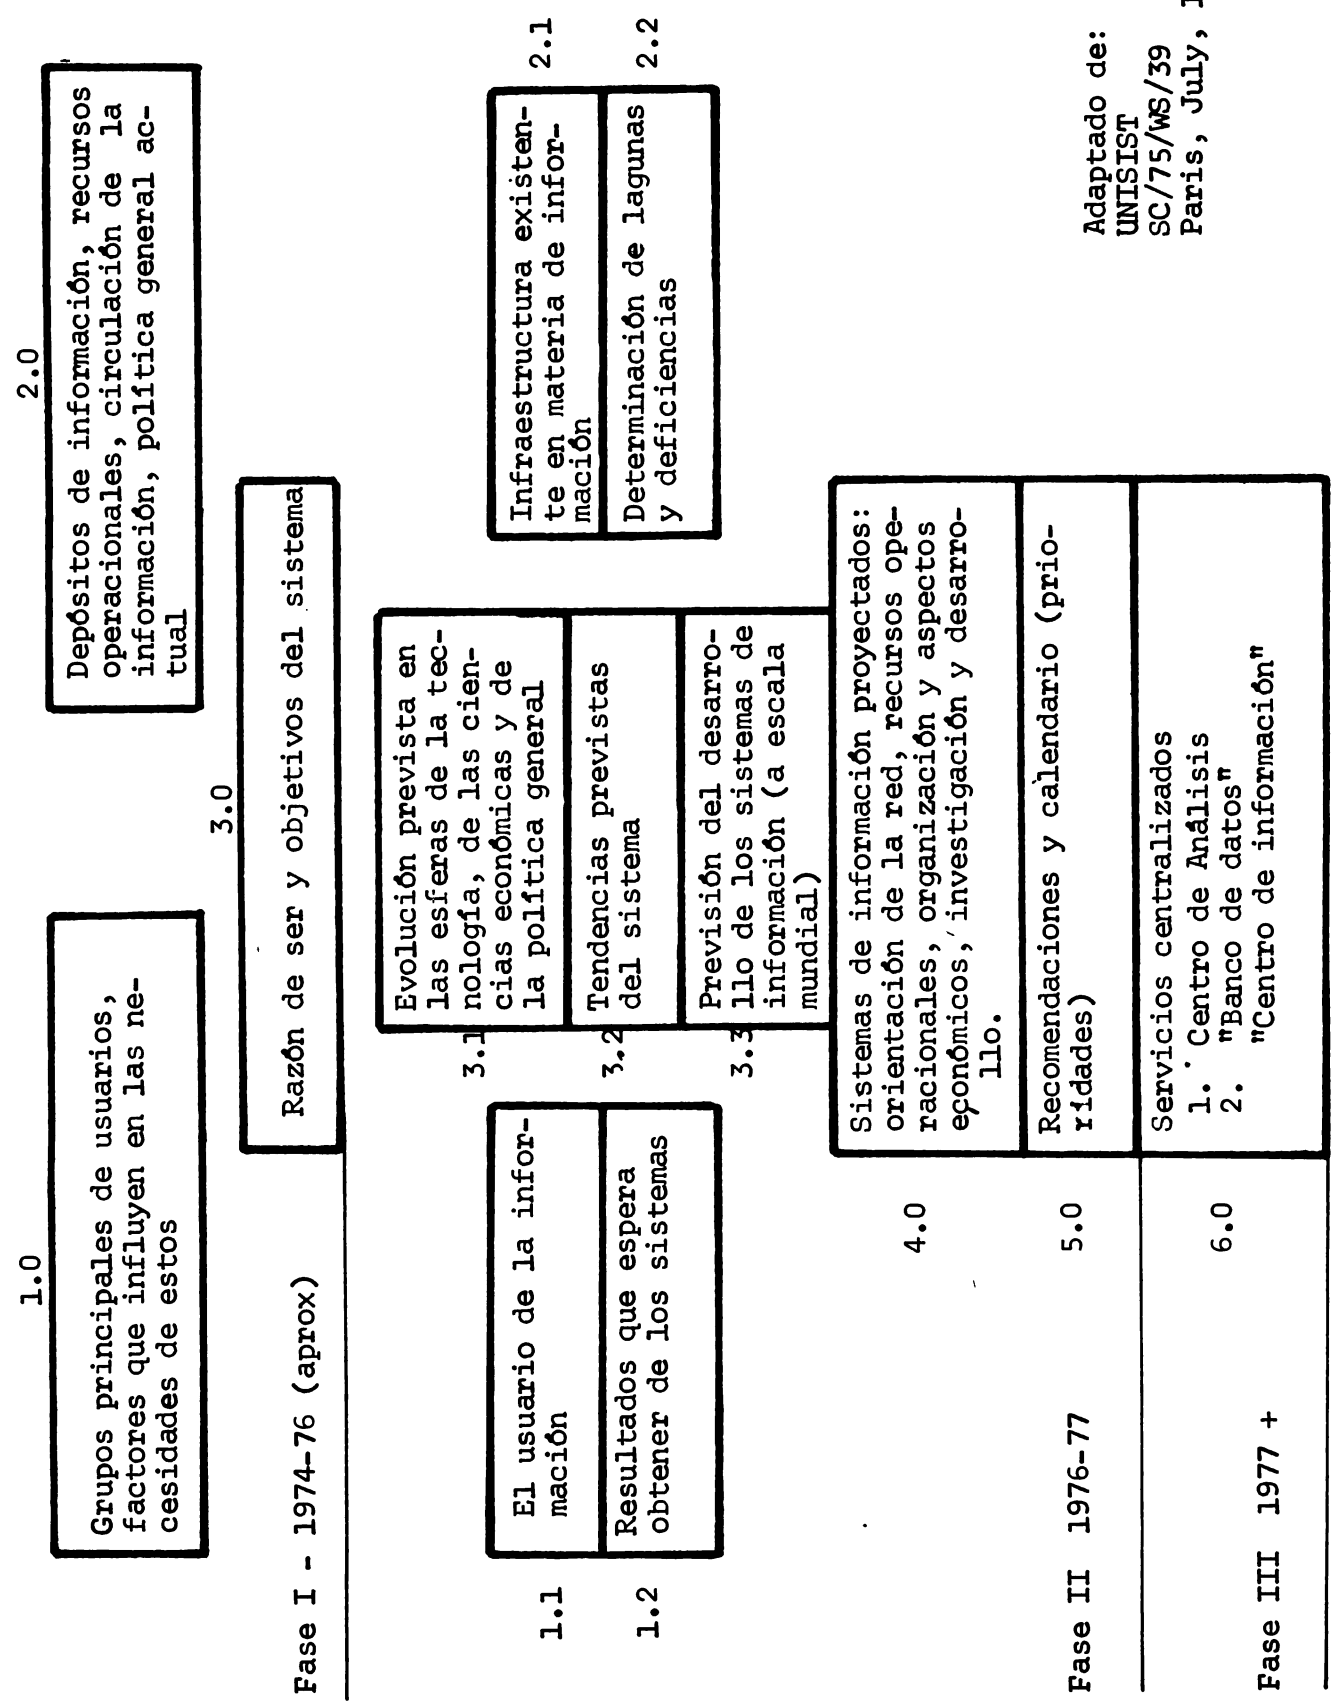 1.0
Grupos principales de usuarios,
factores que influyen en las ne-
cesidades de estos
2.0
Depósitos de información, recursos
operacionales, circulación de la
información, política general ac-
tual
3.0
Razón de ser y objetivos del sistema
Fase I - 1974-76 (aprox)
1.1
El usuario de la infor-
mación
1.2
Resultados que espera
obtener de los sistemas
3.1
Evolución prevista en
las esferas de la tec-
nología, de las cien-
cias económicas y de
la política general
3.2
Tendencias previstas
del sistema
3.3
Previsión del desarro-
llo de los sistemas de
información (a escala
mundial)
Infraestructura existen-
te en materia de infor-
mación
2.1
Determinación de lagunas
y deficiencias
2.2
4.0
Sistemas de información proyectados:
orientación de la red, recursos ope-
racionales, organización y aspectos
económicos, investigación y desarro-
llo.
Fase II 1976-77
5.0
Recomendaciones y calendario (prio-
ridades)
Fase III 1977 +
6.0
Servicios centralizados
1. Centro de Análisis
2. "Banco de datos"
"Centro de información"
Adaptado de:
UNISIST
SC/75/WS/39
Paris, July,